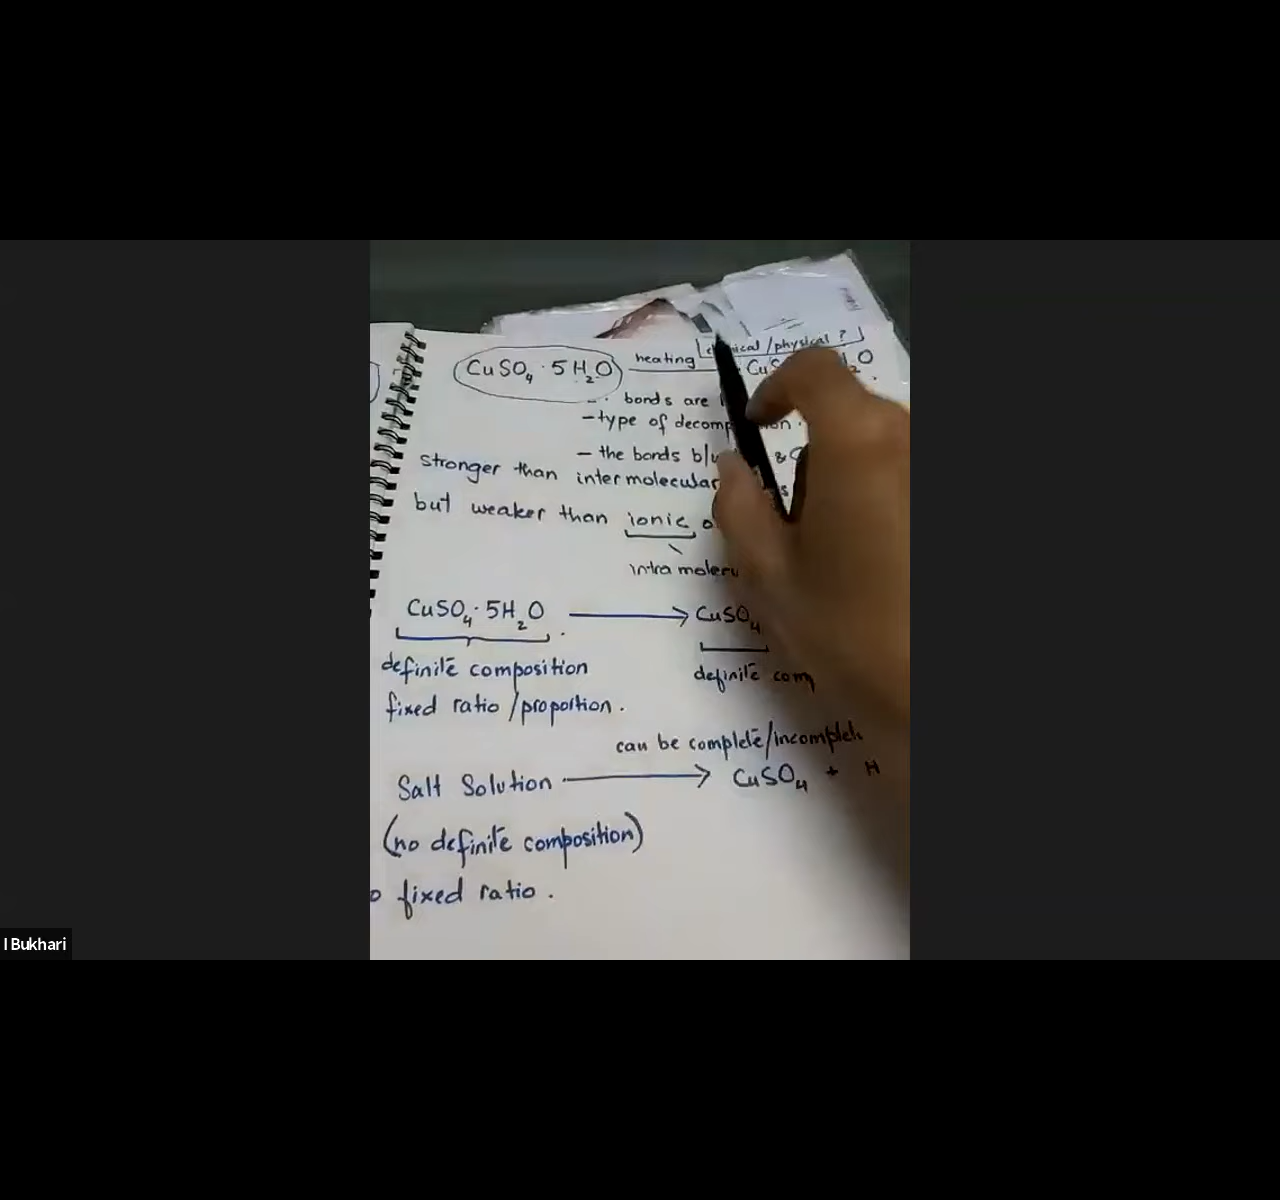 chemical/physical ?
CuSO4 · 5H2O heating
bonds are
- type of decomp
- the bonds b/w &
stronger than intermolecular
but weaker than ionic
intra molecu
CuSO4 · 5H2O → CuSO4
definite composition definite com
fixed ratio / proportion .
can be complete/incomplete
Salt Solution → CuSO4 + H
(no definite composition)
o fixed ratio .
I Bukhari